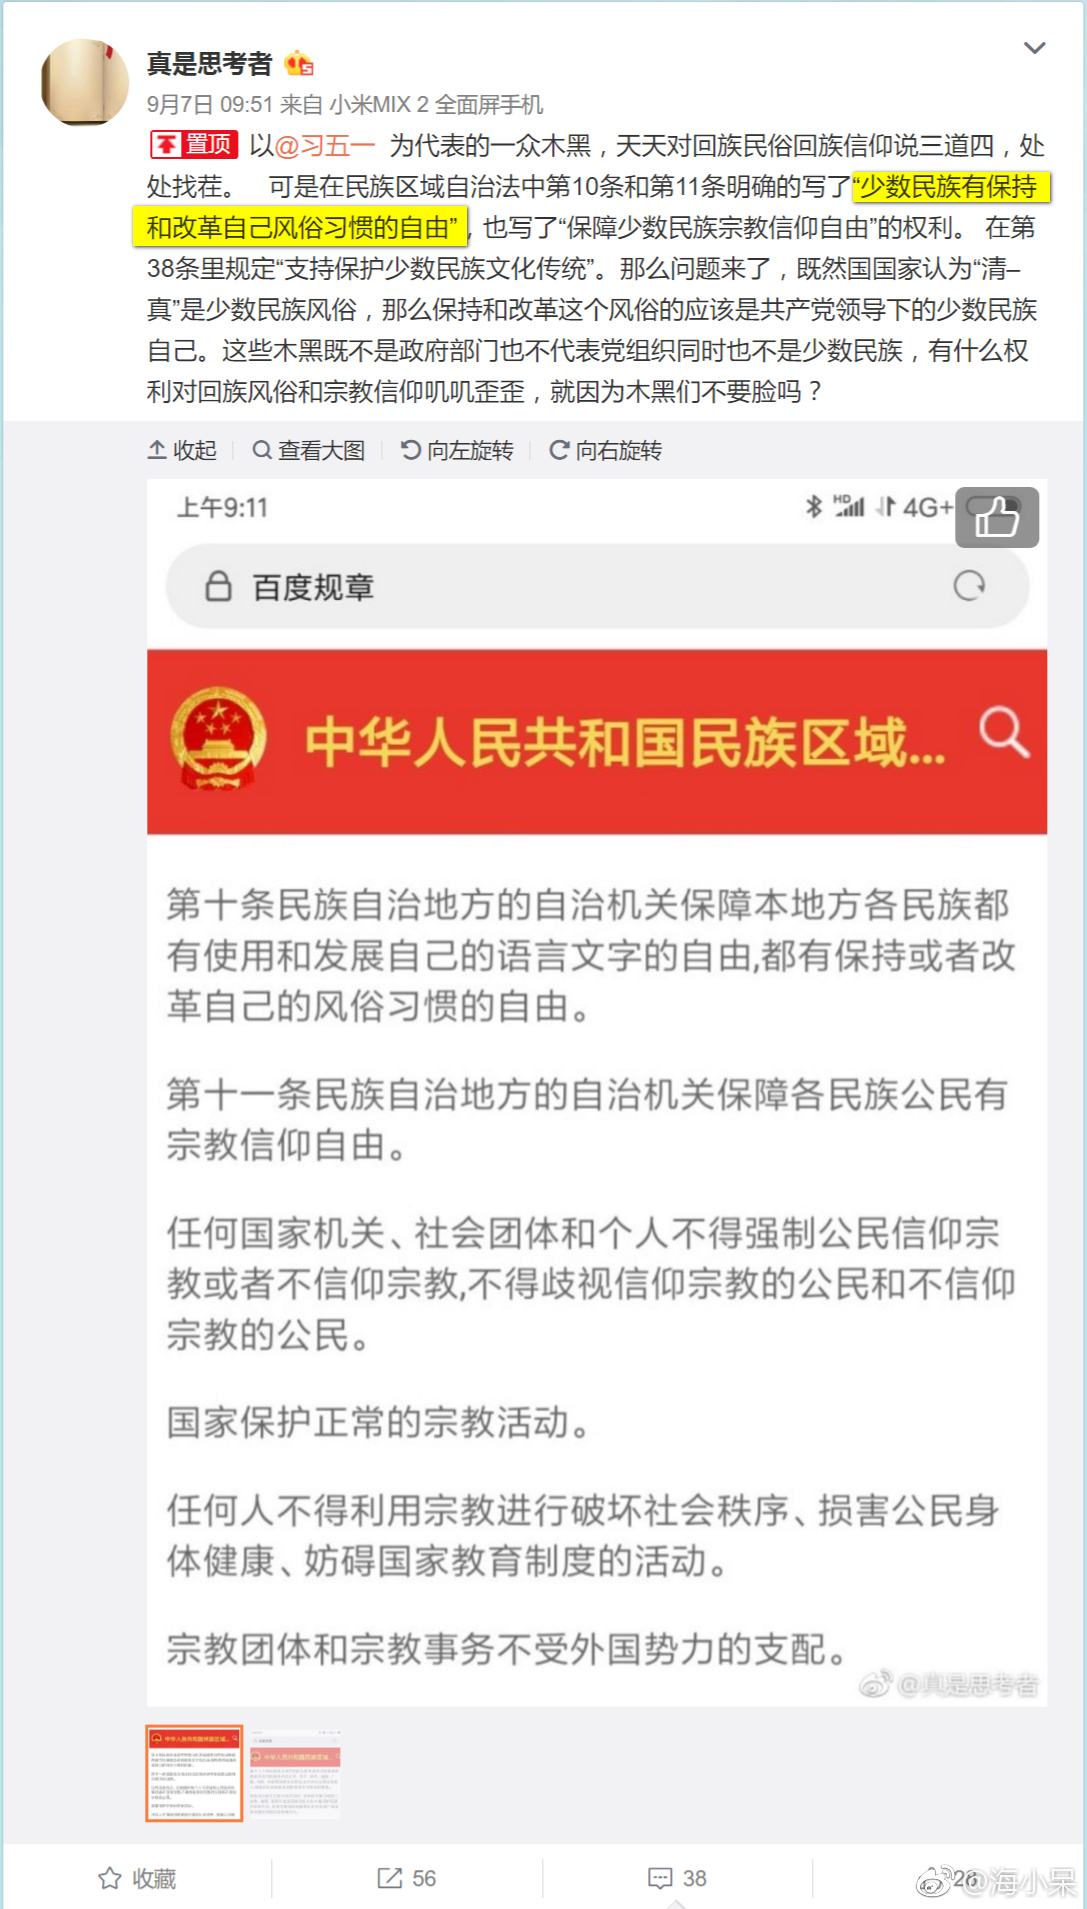 真是思考者
9月7日 09:51 来自 小米MIX 2 全面屏手机
置顶 以@习五一 为代表的一众木黑，天天对回族民俗回族信仰说三道四，处
处找茬。 可是在民族区域自治法中第10条和第11条明确的写了“少数民族有保持
和改革自己风俗习惯的自由”，也写了“保障少数民族宗教信仰自由”的权利。 在第
38条里规定“支持保护少数民族文化传统”。那么问题来了，既然国国家认为“清–
真”是少数民族风俗，那么保持和改革这个风俗的应该是共产党领导下的少数民族
自己。这些木黑既不是政府部门也不代表党组织同时也不是少数民族，有什么权
利对回族风俗和宗教信仰叽叽歪歪，就因为木黑们不要脸吗？
收起 查看大图 向左旋转 向右旋转
上午9:11 HD 4G+
百度规章
中华人民共和国民族区域...
第十条民族自治地方的自治机关保障本地方各民族都
有使用和发展自己的语言文字的自由,都有保持或者改
革自己的风俗习惯的自由。
第十一条民族自治地方的自治机关保障各民族公民有
宗教信仰自由。
任何国家机关、社会团体和个人不得强制公民信仰宗
教或者不信仰宗教,不得歧视信仰宗教的公民和不信仰
宗教的公民。
国家保护正常的宗教活动。
任何人不得利用宗教进行破坏社会秩序、损害公民身
体健康、妨碍国家教育制度的活动。
宗教团体和宗教事务不受外国势力的支配。
@真是思考者
收藏 56 38
@海小呆